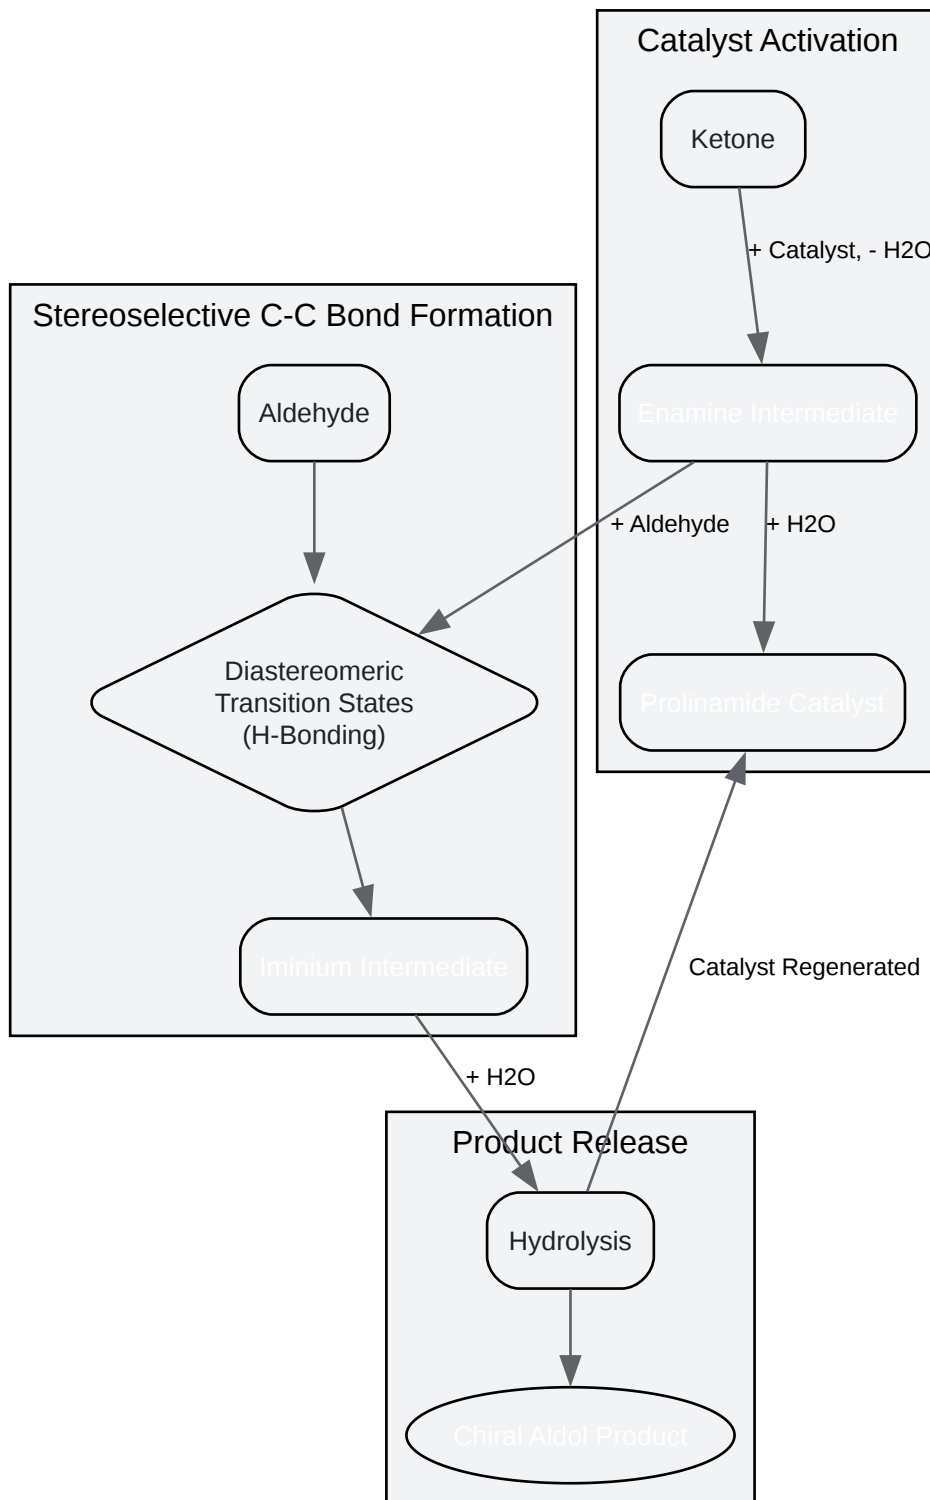 Catalyst Activation
Ketone
+ Catalyst, - H2O
Stereoselective C-C Bond Formation
Aldehyde
Enamine Intermediate
+ Aldehyde
+ H2O
Diastereomeric
Transition States
(H-Bonding)
Prolinamide Catalyst
Iminium Intermediate
Catalyst Regenerated
+ H2O
Product Release
Hydrolysis
Chiral Aldol Product